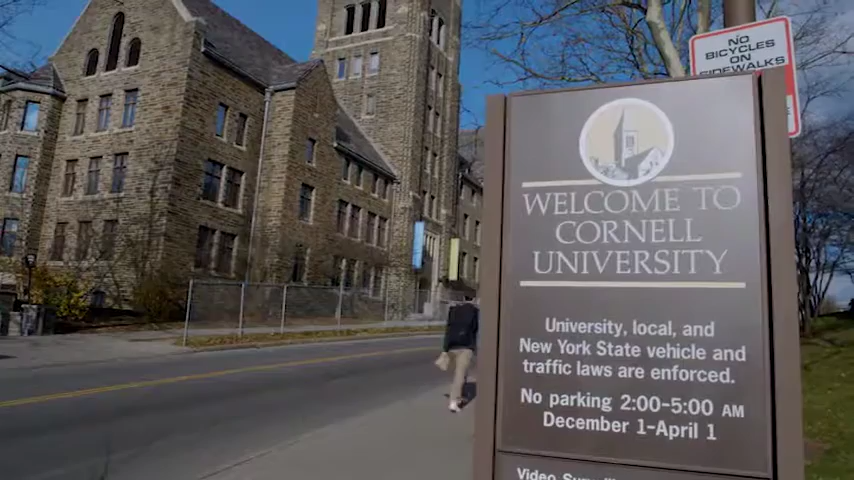 NO
BICYCLES
ON
SIDEWALKS
WELCOME TO
CORNELL
UNIVERSITY
University, local, and
New York State vehicle and
traffic laws are enforced.
No parking 2:00-5:00 AM
December 1-April 1
Video